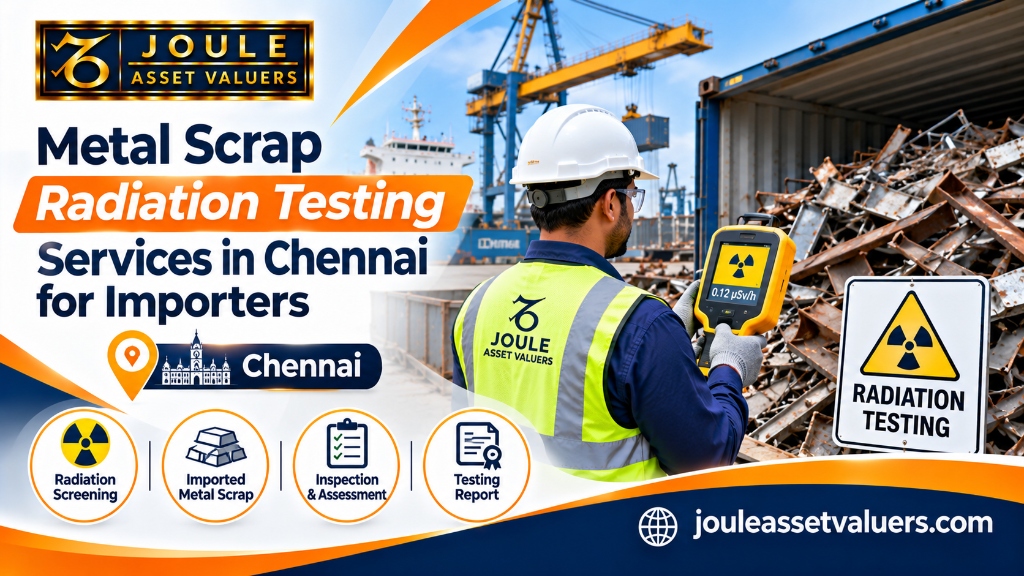 JOULE
ASSET VALUERS
Metal Scrap
Radiation Testing
Services in Chennai
for Importers
Chennai
Radiation
Screening
Imported
Metal Scrap
Inspection
& Assessment
Testing
Report
JOULE
ASSET VALUERS
0.12 µSv/h
RADIATION
TESTING
jouleassetvaluers.com